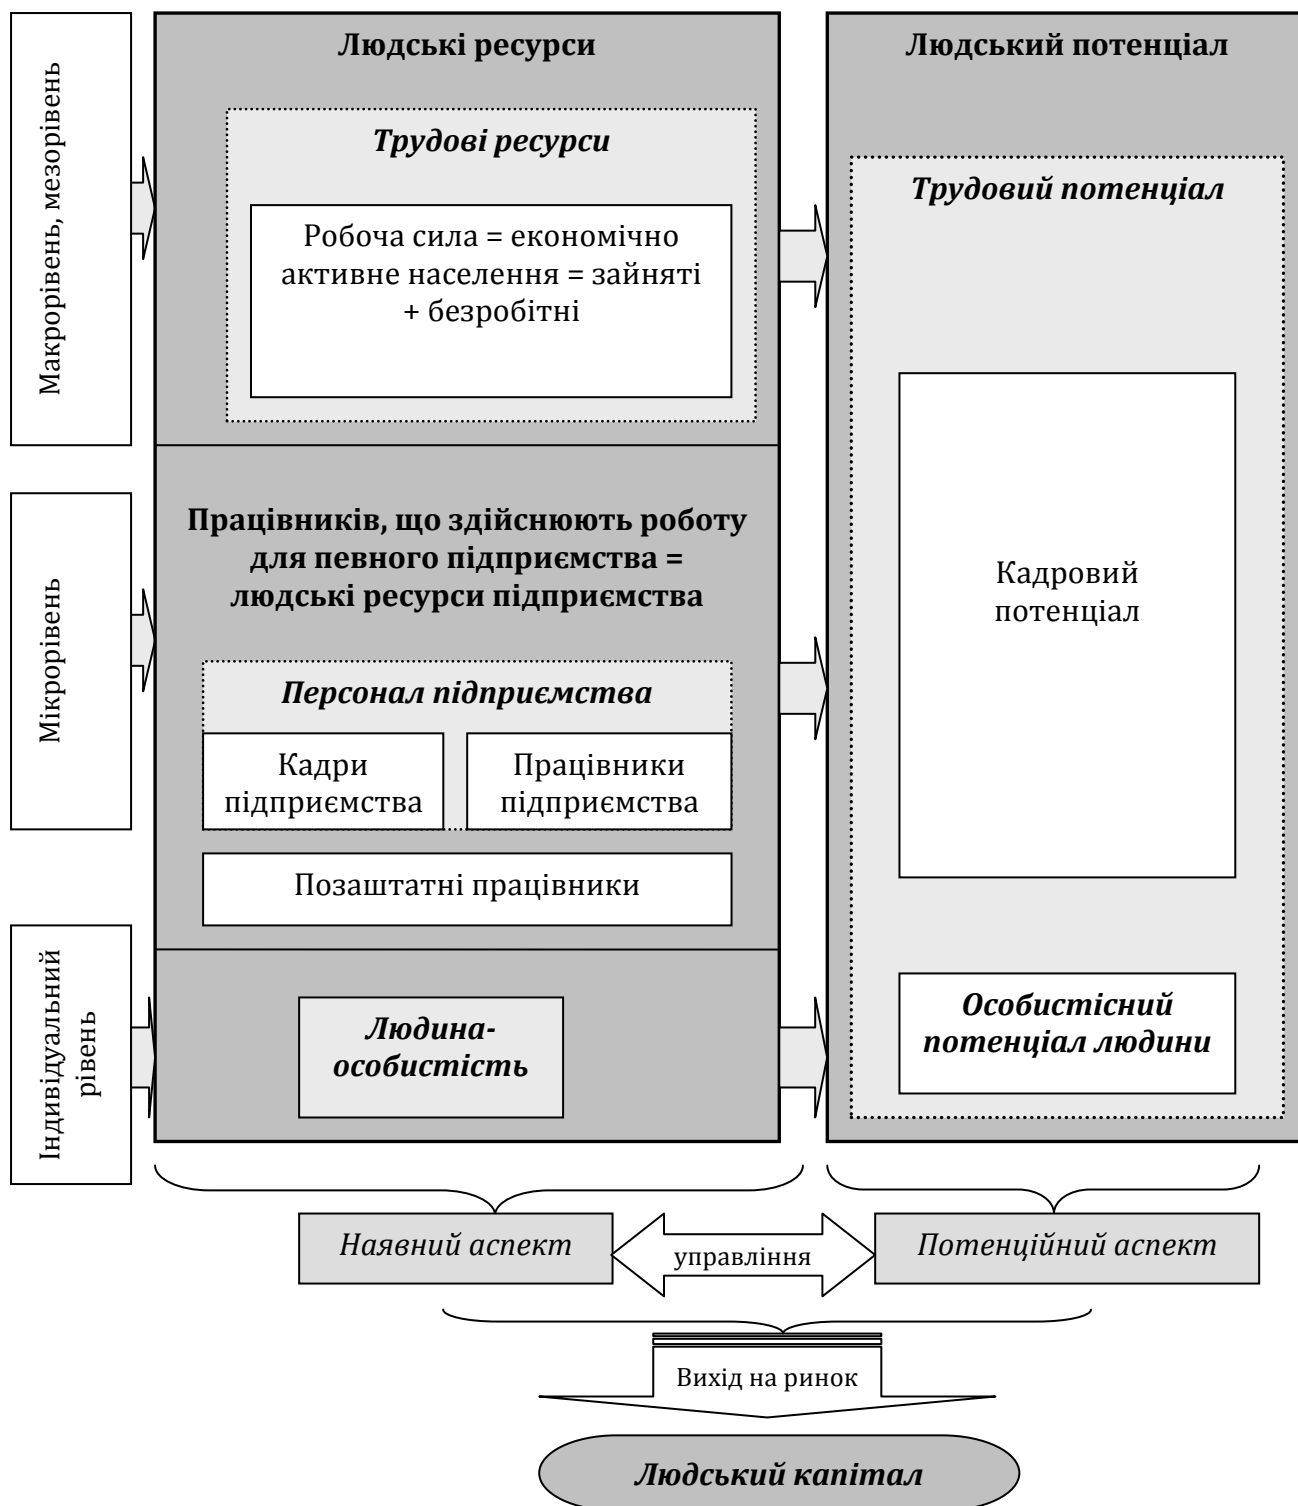 Макрорівень, мезорівень
Людські ресурси
Трудові ресурси
Робоча сила = економічно
активне населення = зайняті
+ безробітні
Мікрорівень
Працівників, що здійснюють роботу
для певного підприємства =
людські ресурси підприємства
Персонал підприємства
Кадри
підприємства
Працівники
підприємства
Позаштатні працівники
Індивідуальний
рівень
Людина-
особистість
Людський потенціал
Трудовий потенціал
Кадровий
потенціал
Особистісний
потенціал людини
Наявний аспект
управління
Потенційний аспект
Вихід на ринок
Людський капітал